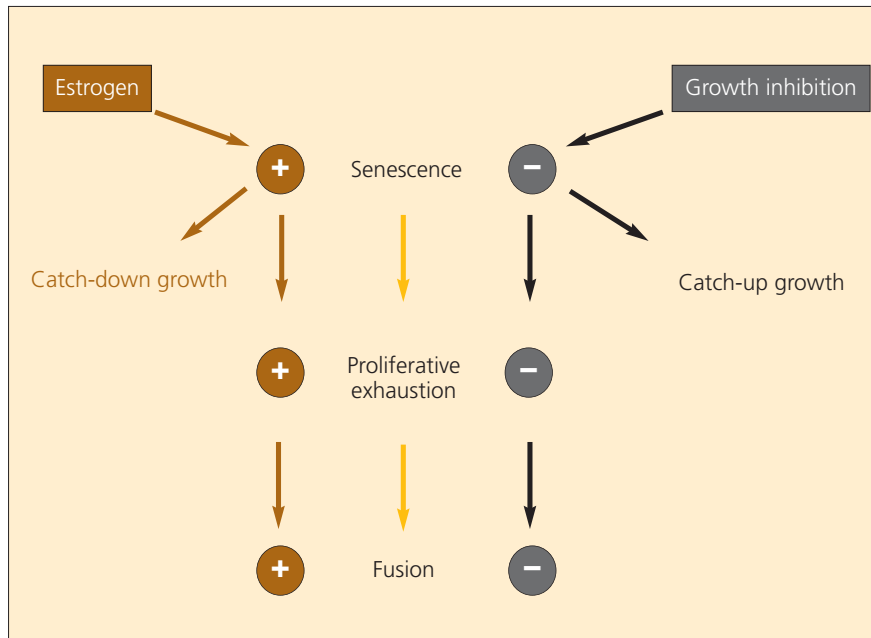 Estrogen
Growth inhibition
+
Senescence
−
Catch-down growth
Catch-up growth
+
Proliferative
exhaustion
−
+
Fusion
−